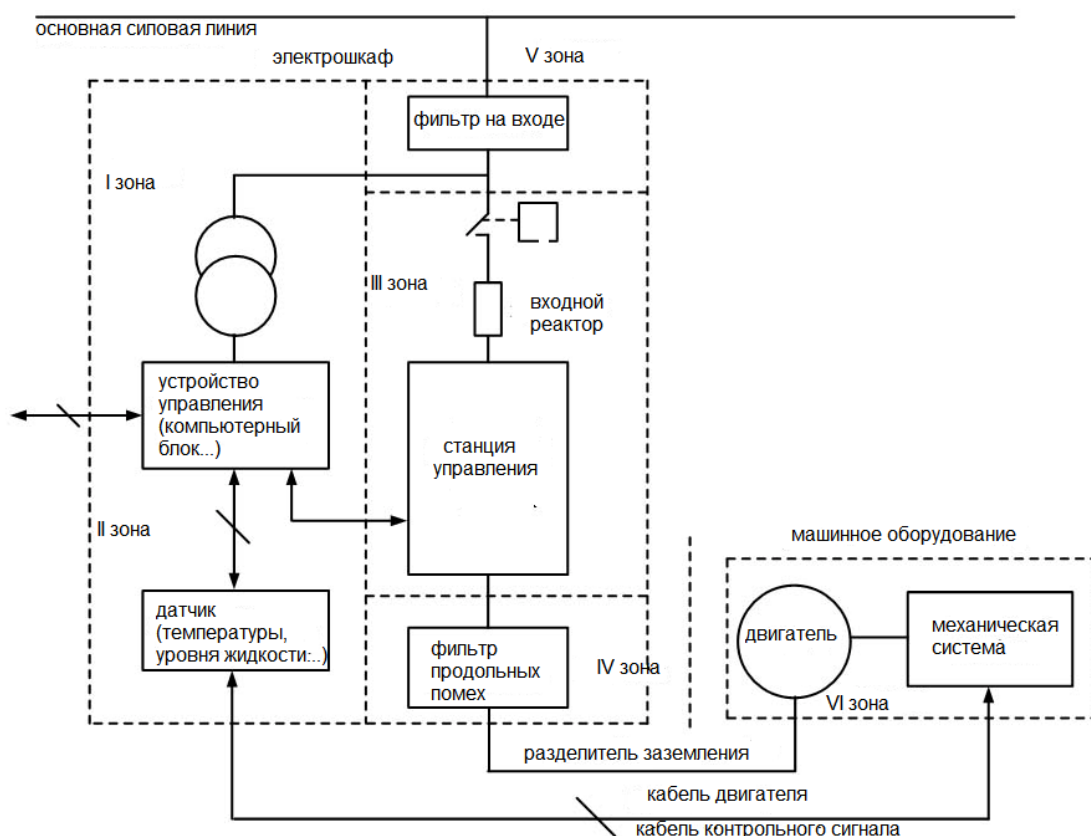 основная силовая линия
электрошкаф
V зона
фильтр на входе
I зона
III зона
входной
реактор
устройство
управления
(компьютерный
блок...)
станция
управления
II зона
машинное оборудование
датчик
(температуры,
уровня жидкости:..)
фильтр
продольных
помех
IV зона
двигатель
механическая
система
VI зона
разделитель заземления
кабель двигателя
кабель контрольного сигнала